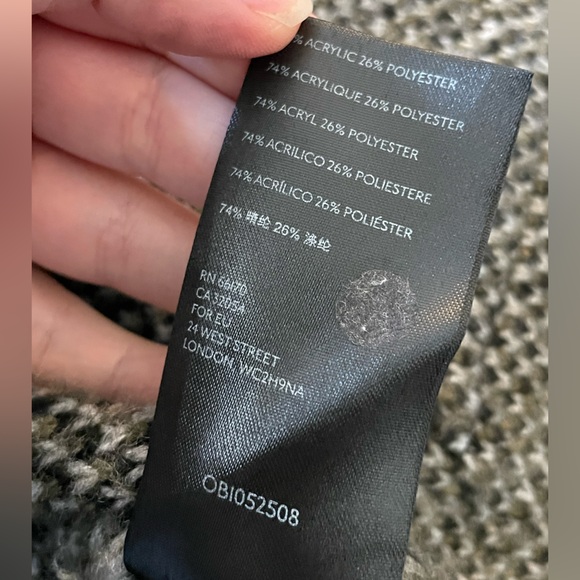 % ACRYLIC 26% POLYESTER
74% ACRYLIQUE 26% POLYESTER
74% ACRYL 26% POLYESTER
74% ACRILICO 26% POLIESTERE
74% ACRÍLICO 26% POLIÉSTER
74% 晴纶 26% 涤纶
RN 66170
CA 32054
FOR EU
24 WEST STREET
LONDON, WC2H9NA
OBI052508